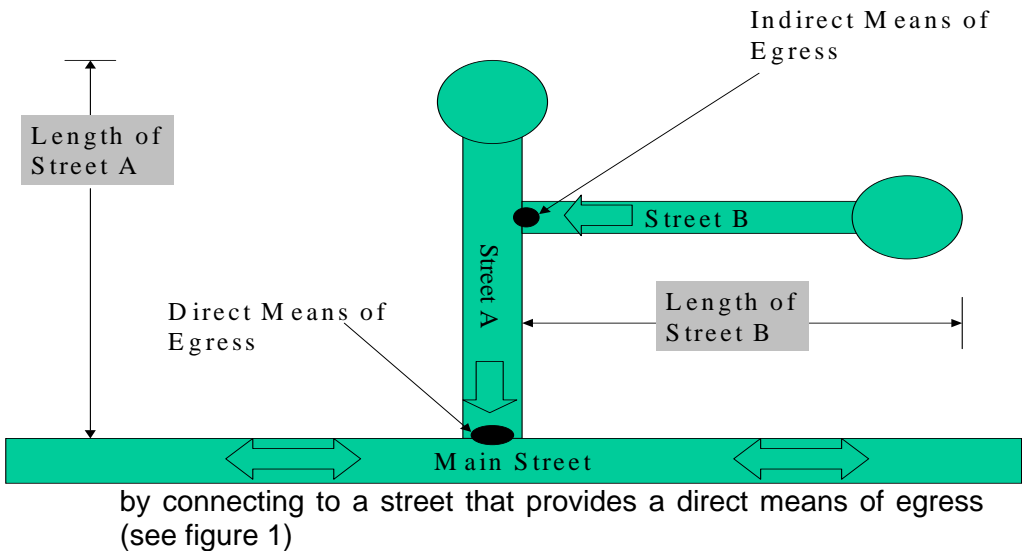 Indirect Means of
Egress
Length of
Street A
Street B
Street A
Length of
Street B
Direct Means of
Egress
Main Street
by connecting to a street that provides a direct means of egress
(see figure 1)